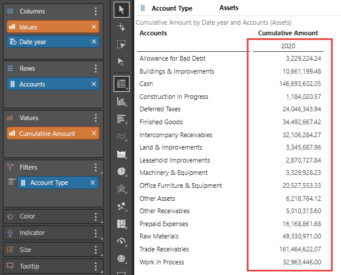 Columns
Values
Date year
Rows
Accounts
Values
Cumulative Amount
Filters
Account Type
Color
Indicator
Size
Tooltip
Account Type Assets
Cumulative Amount by Date year and Accounts (Assets)
Accounts Cumulative Amount
2020
Allowance for Bad Debt 3,229,224.24
Buildings & Improvements 10,661,199.48
Cash 146,693,602.05
Construction In Progress 1,184,020.57
Deferred Taxes 24,046,343.94
Finished Goods 34,492,667.42
Intercompany Receivables 32,106,284.27
Land & Improvements 3,345,687.96
Leasehold Improvements 2,870,727.84
Machinery & Equipment 3,329,928.23
Office Furniture & Equipment 20,527,553.33
Other Assets 6,218,764.12
Other Receivables 5,010,313.60
Prepaid Expenses 16,168,861.68
Raw Materials 49,330,971.00
Trade Receivables 161,464,622.07
Work in Process 32,963,446.00